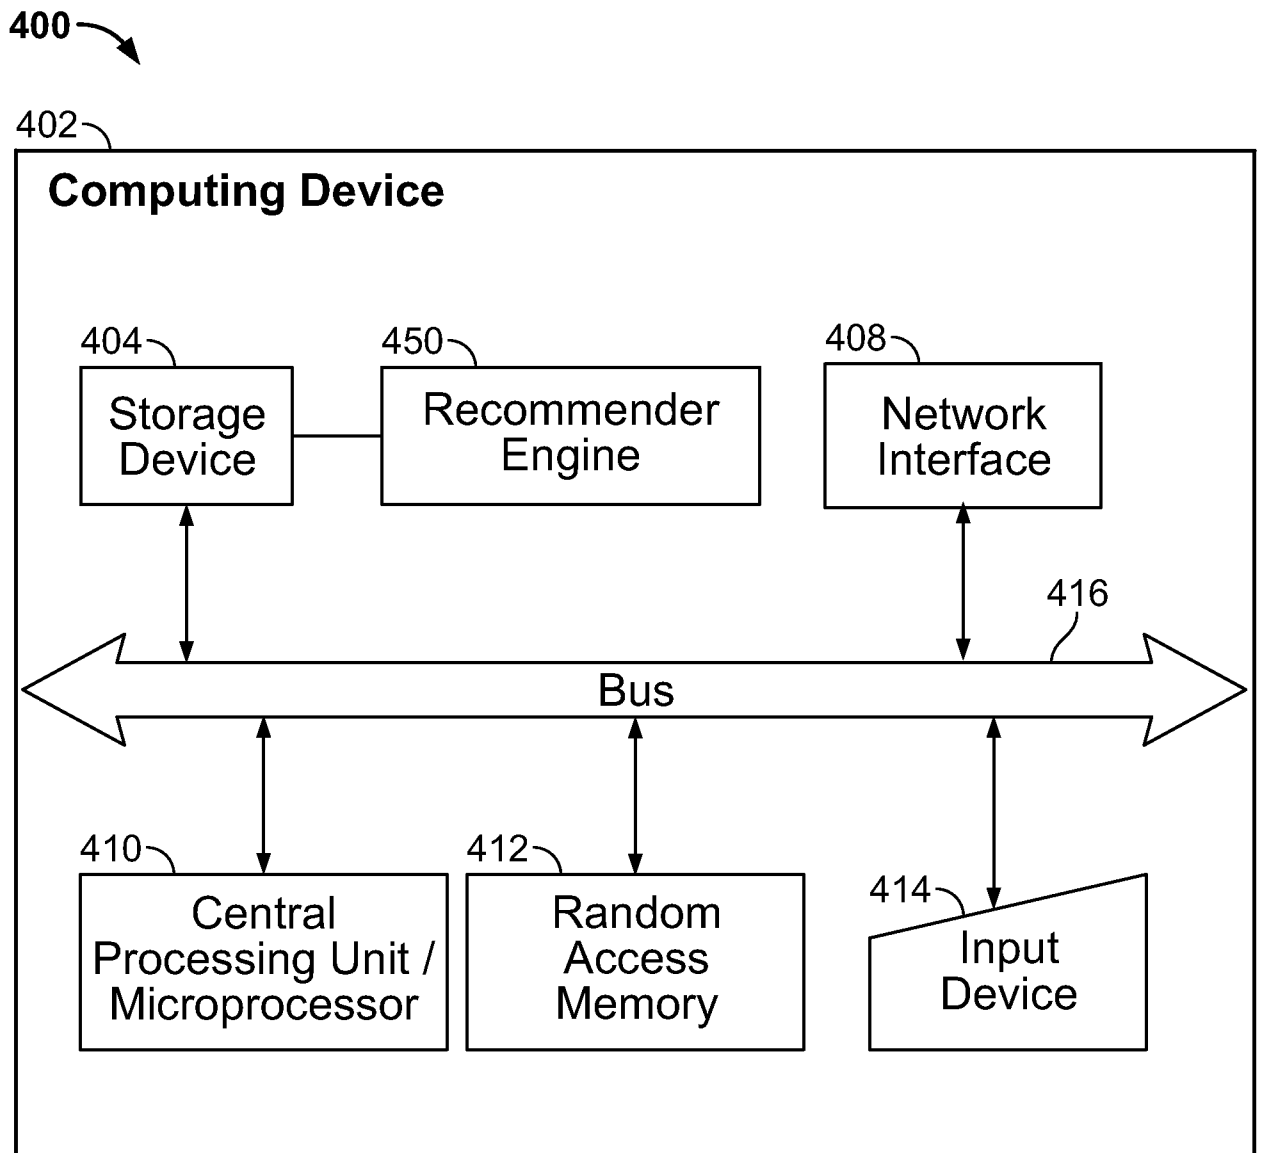 400
402
Computing Device
404
450
408
Storage
Device
Recommender
Engine
Network
Interface
416
Bus
410
412
414
Central
Processing Unit /
Microprocessor
Random
Access
Memory
Input
Device